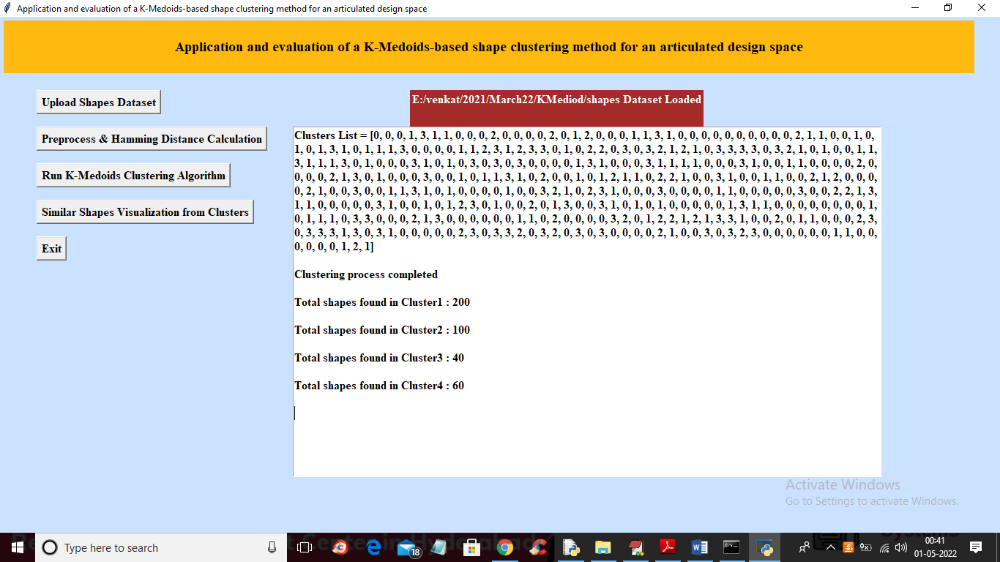 Application and evaluation of a K-Medoids-based shape clustering method for an articulated design space
Application and evaluation of a K-Medoids-based shape clustering method for an articulated design space
Upload Shapes Dataset
E:/venkat/2021/March22/KMediod/shapes Dataset Loaded
Preprocess & Hamming Distance Calculation
Run K-Medoids Clustering Algorithm
Similar Shapes Visualization from Clusters
Exit
Clusters List = [0, 0, 0, 1, 3, 1, 1, 0, 0, 0, 2, 0, 0, 0, 0, 2, 0, 1, 2, 0, 0, 0, 1, 1, 3, 1, 0, 0, 0, 0, 0, 0, 0, 0, 0, 0, 2, 1, 1, 0, 0, 1, 0,
1, 0, 1, 3, 1, 0, 1, 1, 1, 3, 0, 0, 0, 0, 1, 1, 2, 3, 1, 2, 3, 3, 0, 1, 0, 2, 2, 0, 3, 0, 3, 2, 1, 2, 1, 0, 3, 3, 3, 3, 0, 3, 2, 1, 0, 1, 0, 0, 1, 1,
3, 1, 1, 1, 3, 0, 1, 0, 0, 0, 3, 1, 0, 1, 0, 3, 0, 3, 0, 3, 0, 0, 0, 0, 1, 3, 1, 0, 0, 0, 3, 1, 1, 1, 1, 0, 0, 0, 3, 1, 0, 0, 1, 1, 0, 0, 0, 0, 2, 0,
0, 0, 0, 2, 1, 3, 0, 1, 0, 0, 0, 3, 0, 0, 1, 0, 1, 1, 3, 1, 0, 2, 0, 0, 1, 0, 1, 2, 1, 1, 0, 2, 2, 1, 0, 0, 3, 1, 0, 0, 1, 1, 0, 0, 2, 1, 2, 0, 0, 0,
0, 2, 1, 0, 0, 3, 0, 0, 1, 1, 3, 1, 0, 1, 0, 0, 0, 0, 1, 0, 0, 3, 2, 1, 0, 2, 3, 1, 0, 0, 0, 3, 0, 0, 0, 0, 1, 1, 0, 0, 0, 0, 0, 3, 0, 0, 2, 2, 1, 3,
1, 1, 0, 0, 0, 0, 0, 3, 1, 0, 0, 1, 0, 1, 2, 3, 0, 1, 0, 0, 2, 0, 1, 3, 0, 0, 3, 1, 0, 1, 0, 1, 0, 0, 0, 0, 0, 1, 3, 1, 1, 0, 0, 0, 0, 0, 0, 0, 0, 1,
0, 1, 1, 1, 0, 3, 3, 0, 0, 0, 2, 1, 3, 0, 0, 0, 0, 0, 0, 1, 1, 0, 2, 0, 0, 0, 0, 3, 2, 0, 1, 2, 2, 1, 2, 1, 3, 3, 1, 0, 0, 2, 0, 1, 1, 0, 0, 0, 2, 3,
0, 3, 3, 3, 1, 3, 0, 3, 1, 0, 0, 0, 0, 0, 2, 3, 0, 3, 3, 2, 0, 3, 2, 0, 3, 0, 3, 0, 0, 0, 0, 2, 1, 0, 0, 3, 0, 3, 2, 3, 0, 0, 0, 0, 0, 0, 1, 1, 0, 0,
0, 0, 0, 0, 1, 2, 1]
Clustering process completed
Total shapes found in Cluster1 : 200
Total shapes found in Cluster2 : 100
Total shapes found in Cluster3 : 40
Total shapes found in Cluster4 : 60
Activate Windows
Go to Settings to activate Windows.
Type here to search
18
00:41
01-05-2022